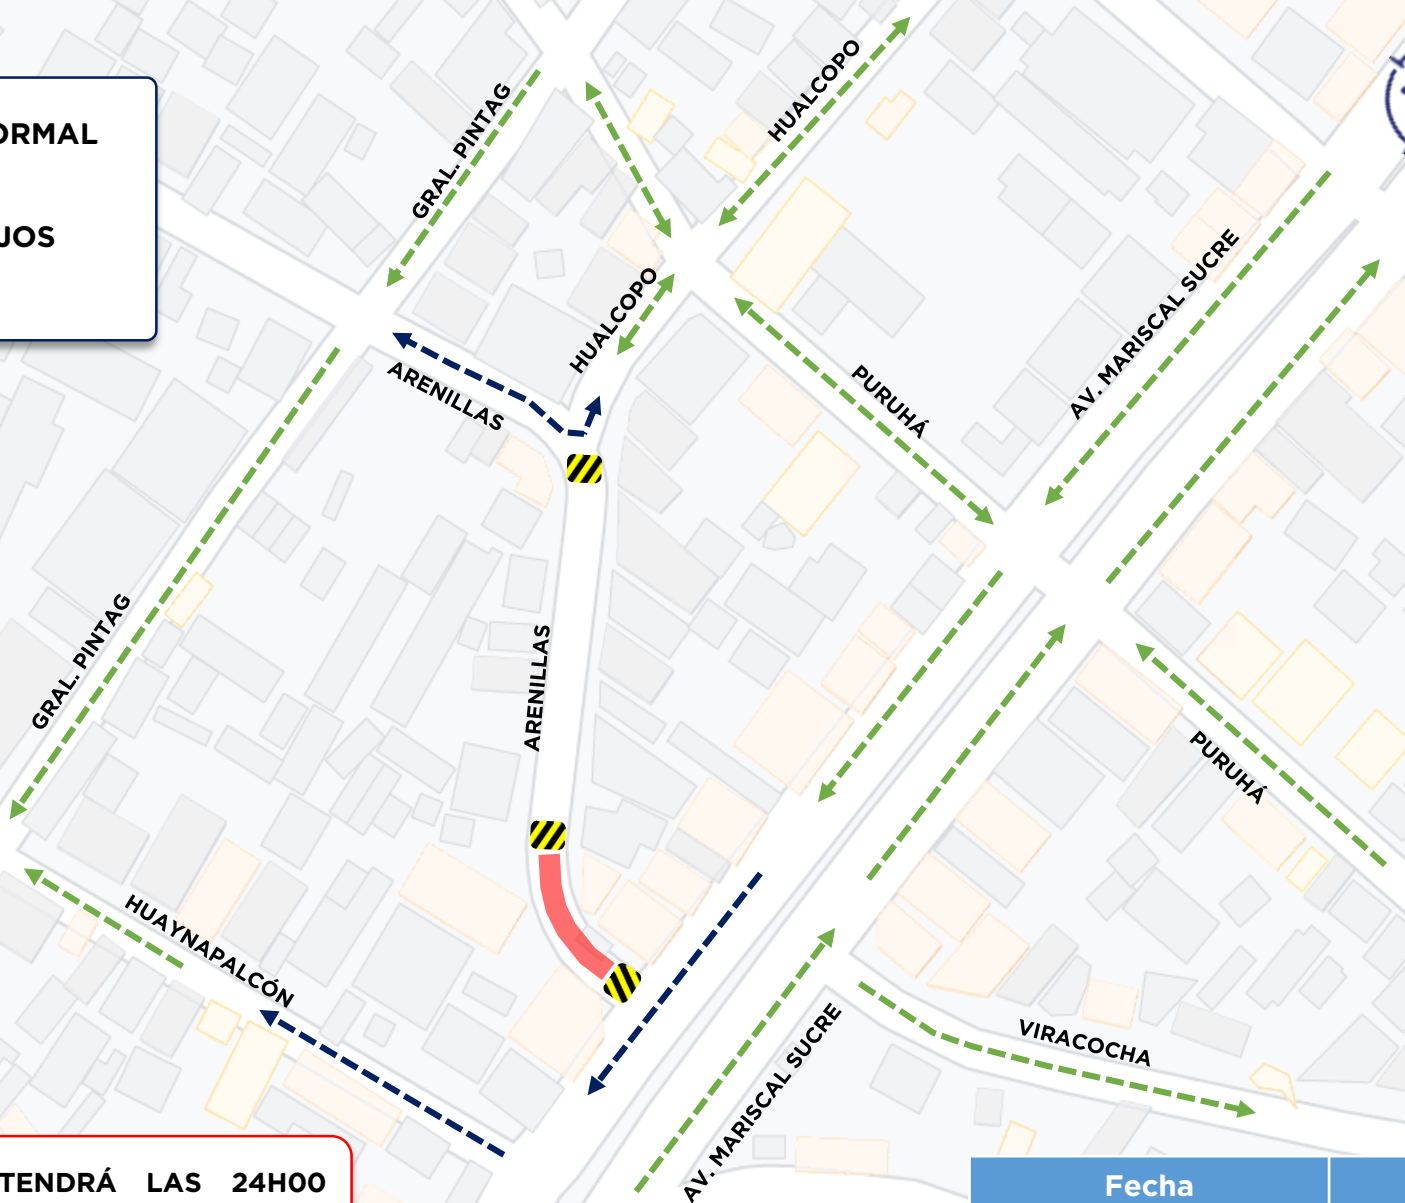 ORMAL
JOS
GRAL. PINTAG
HUALCOPO
HUALCOPO
ARENILLAS
AV. MARISCAL SUCRE
PURUHÁ
GRAL. PINTAG
ARENILLAS
PURUHÁ
HUAYNAPALCÓN
VIRACOCHA
AV. MARISCAL SUCRE
TENDRÁ LAS 24H00
Fecha